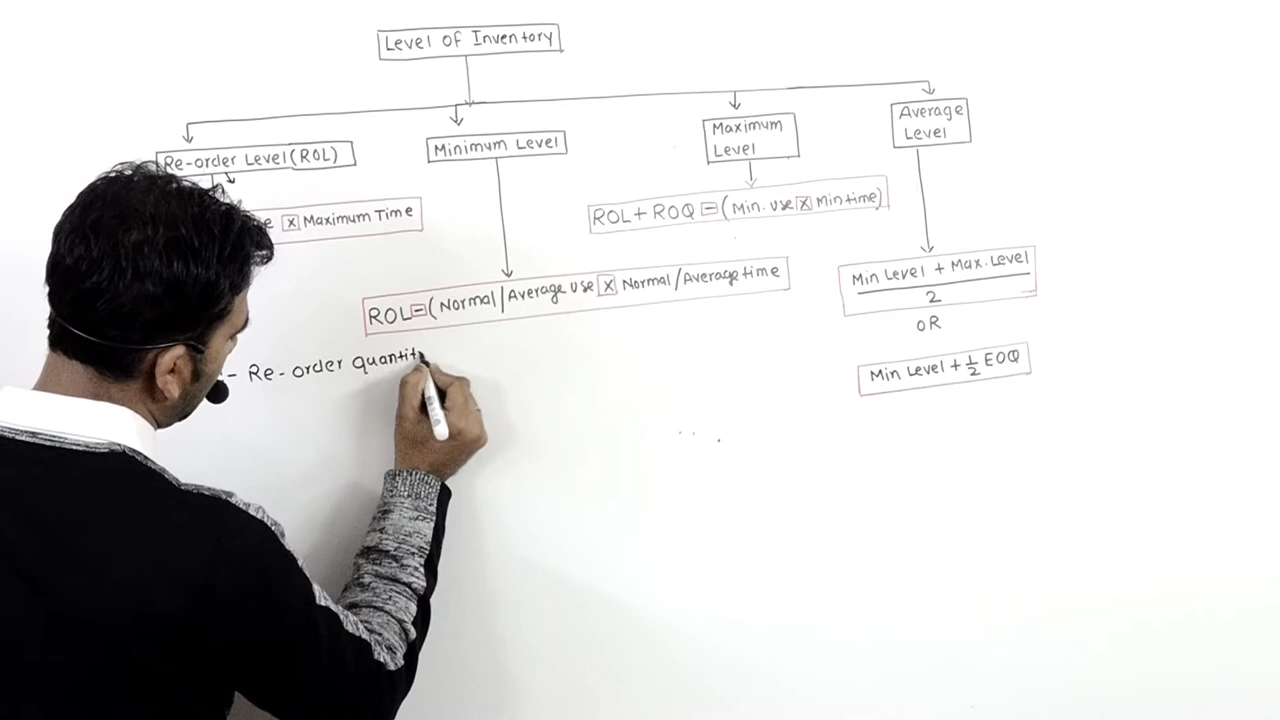 Level of Inventory
Re-order Level (ROL)
Minimum Level
Maximum
Level
Average
Level
x Maximum Time
ROL + ROQ = (Min. use x Min time)
ROL = (Normal / Average use x Normal / Average time
Min Level + Max. Level
2
OR
Min Level + 1/2 EOQ
- Re-order quantit